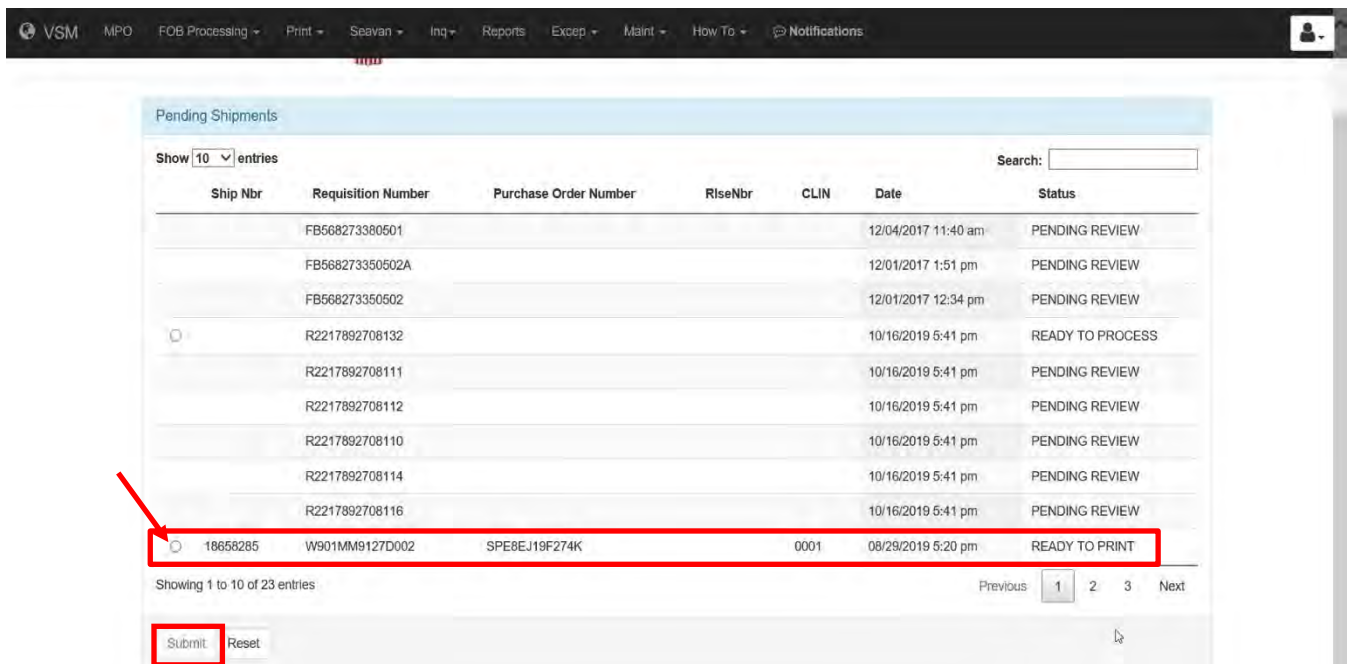 VSM MPO FOB Processing Print Seavan Inq Reports Excep Maint How To Notifications
Pending Shipments
Show 10 entries Search:
Ship Nbr Requisition Number Purchase Order Number RlseNbr CLIN Date Status
FB568273380501 12/04/2017 11:40 am PENDING REVIEW
FB568273350502A 12/01/2017 1:51 pm PENDING REVIEW
FB568273350502 12/01/2017 12:34 pm PENDING REVIEW
R2217892708132 10/16/2019 5:41 pm READY TO PROCESS
R2217892708111 10/16/2019 5:41 pm PENDING REVIEW
R2217892708112 10/16/2019 5:41 pm PENDING REVIEW
R2217892708110 10/16/2019 5:41 pm PENDING REVIEW
R2217892708114 10/16/2019 5:41 pm PENDING REVIEW
R2217892708116 10/16/2019 5:41 pm PENDING REVIEW
18658285 W901MM9127D002 SPE8EJ19F274K 0001 08/29/2019 5:20 pm READY TO PRINT
Showing 1 to 10 of 23 entries Previous 1 2 3 Next
Submit Reset